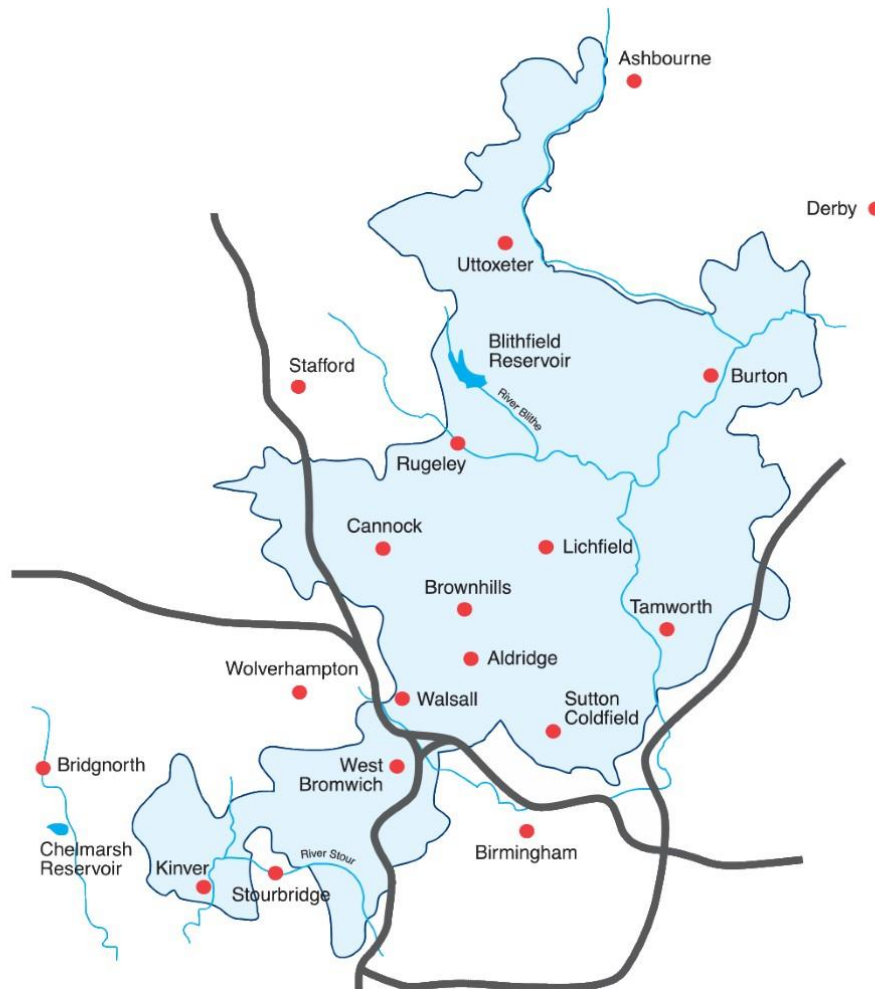 Ashbourne
Derby
Uttoxeter
Blithfield
Reservoir
Stafford
Burton
River Blithe
Rugeley
Cannock
Lichfield
Brownhills
Tamworth
Aldridge
Wolverhampton
Walsall
Sutton
Coldfield
Bridgnorth
West
Bromwich
Chelmarsh
Reservoir
River Stour
Birmingham
Kinver
Stourbridge